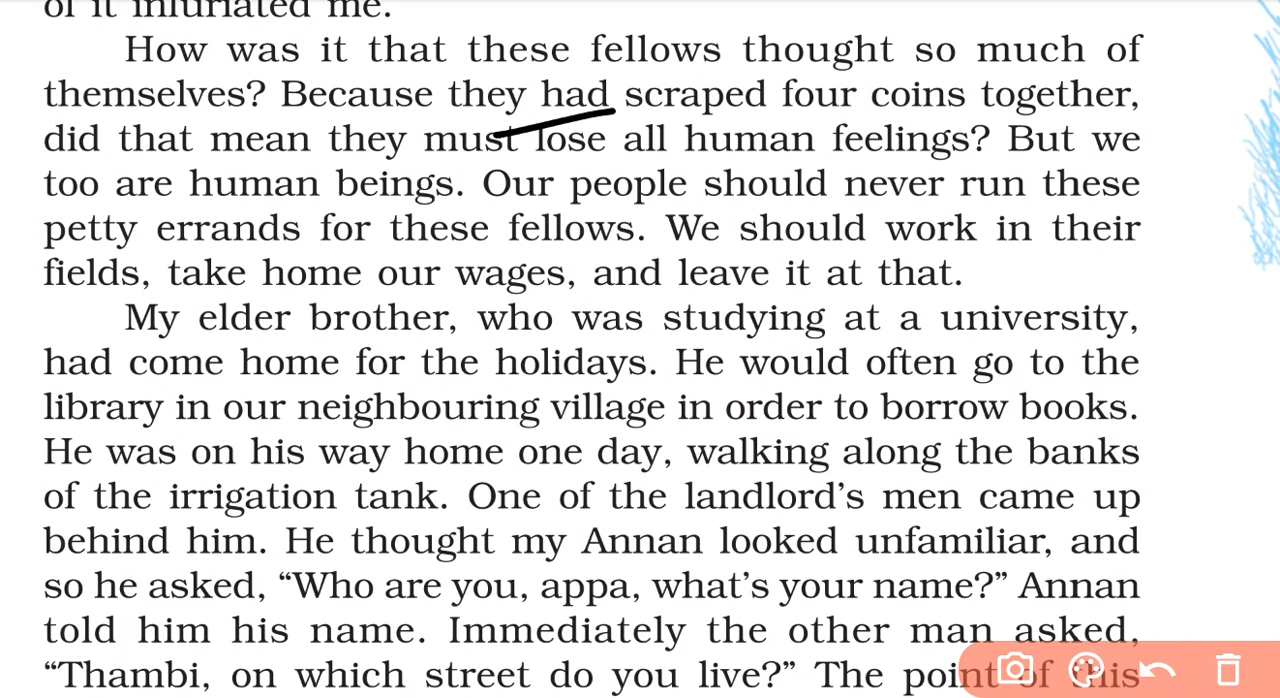 of it infuriated me.
How was it that these fellows thought so much of
themselves? Because they had scraped four coins together,
did that mean they must lose all human feelings? But we
too are human beings. Our people should never run these
petty errands for these fellows. We should work in their
fields, take home our wages, and leave it at that.
My elder brother, who was studying at a university,
had come home for the holidays. He would often go to the
library in our neighbouring village in order to borrow books.
He was on his way home one day, walking along the banks
of the irrigation tank. One of the landlord’s men came up
behind him. He thought my Annan looked unfamiliar, and
so he asked, “Who are you, appa, what’s your name?” Annan
told him his name. Immediately the other man asked,
“Thambi, on which street do you live?” The point of this